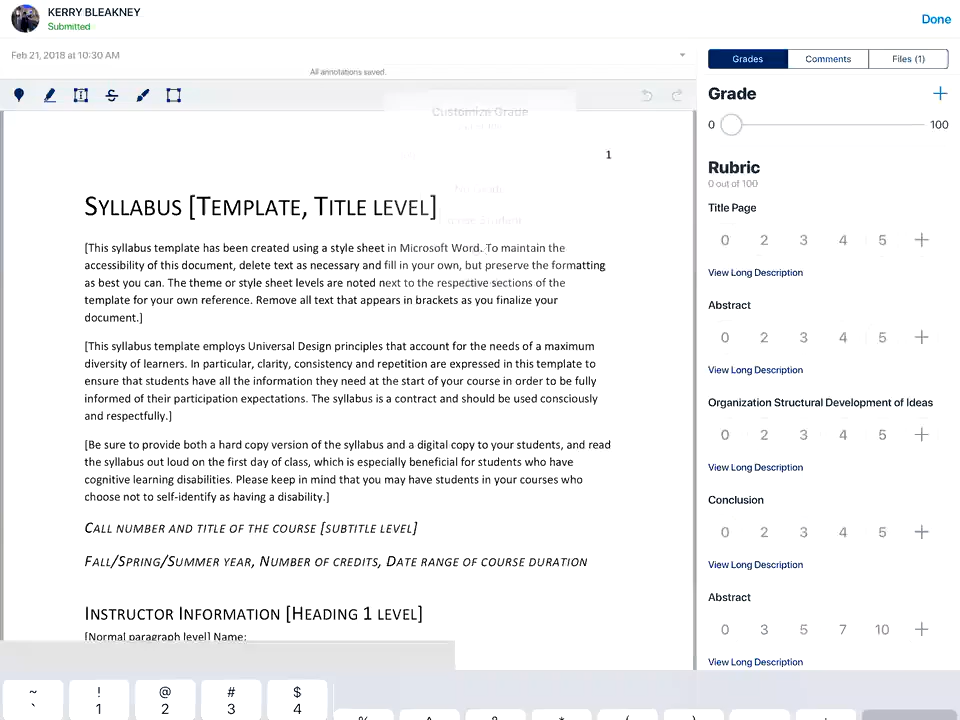 KERRY BLEAKNEY
Submitted
Done
Feb 21, 2018 at 10:30 AM
All annotations saved.
Customize Grade
1
SYLLABUS [TEMPLATE, TITLE LEVEL]
[This syllabus template has been created using a style sheet in Microsoft Word. To maintain the
accessibility of this document, delete text as necessary and fill in your own, but preserve the formatting
as best you can. The theme or style sheet levels are noted next to the respective sections of the
template for your own reference. Remove all text that appears in brackets as you finalize your
document.]
[This syllabus template employs Universal Design principles that account for the needs of a maximum
diversity of learners. In particular, clarity, consistency and repetition are expressed in this template to
ensure that students have all the information they need at the start of your course in order to be fully
informed of their participation expectations. The syllabus is a contract and should be used consciously
and respectfully.]
[Be sure to provide both a hard copy version of the syllabus and a digital copy to your students, and read
the syllabus out loud on the first day of class, which is especially beneficial for students who have
cognitive learning disabilities. Please keep in mind that you may have students in your courses who
choose not to self-identify as having a disability.]
CALL NUMBER AND TITLE OF THE COURSE [SUBTITLE LEVEL]
FALL/SPRING/SUMMER YEAR, NUMBER OF CREDITS, DATE RANGE OF COURSE DURATION
INSTRUCTOR INFORMATION [HEADING 1 LEVEL]
[Normal paragraph level] Name:
Grades Comments Files (1)
Grade +
0 100
Rubric
0 out of 100
Title Page
0 2 3 4 5 +
View Long Description
Abstract
0 2 3 4 5 +
View Long Description
Organization Structural Development of Ideas
0 2 3 4 5 +
View Long Description
Conclusion
0 2 3 4 5 +
View Long Description
Abstract
0 3 5 7 10 +
View Long Description
~ ! @ # $
` 1 2 3 4